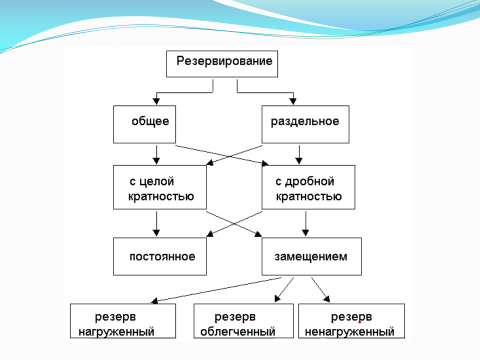 Резервирование
общее
раздельное
с целой
кратностью
с дробной
кратностью
постоянное
замещением
резерв
нагруженный
резерв
облегченный
резерв
ненагруженный